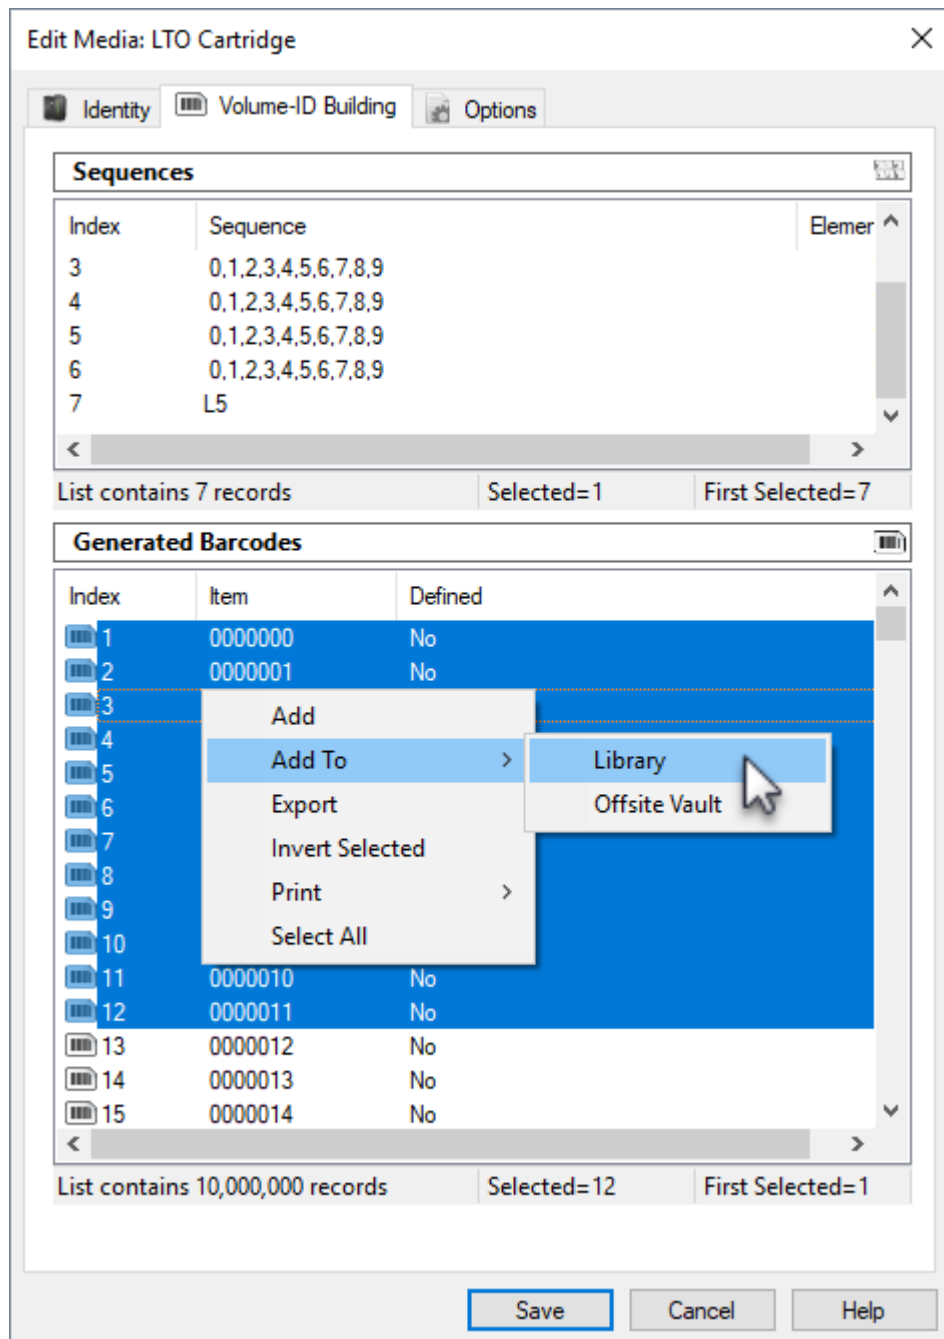 Edit Media: LTO Cartridge
Identity Volume-ID Building Options
Sequences
Index Sequence Elemer
3 0,1,2,3,4,5,6,7,8,9
4 0,1,2,3,4,5,6,7,8,9
5 0,1,2,3,4,5,6,7,8,9
6 0,1,2,3,4,5,6,7,8,9
7 L5
List contains 7 records Selected=1 First Selected=7
Generated Barcodes
Index Item Defined
1 0000000 No
2 0000001 No
3
4
5
6
7
8
9
10
11 0000010 No
12 0000011 No
13 0000012 No
14 0000013 No
15 0000014 No
Add
Add To
Export
Invert Selected
Print
Select All
Library
Offsite Vault
List contains 10,000,000 records Selected=12 First Selected=1
Save Cancel Help